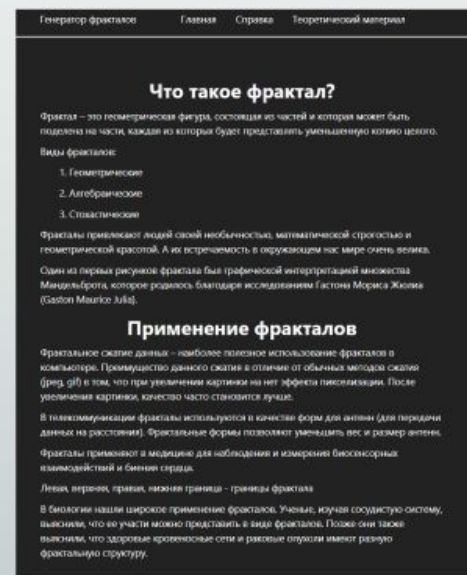 Генератор фракталов Главная Справка Теоретический материал
Что такое фрактал?
Фрактал – это геометрическая фигура, состоящая из частей и которая может быть
поделена на части, каждая из которых будет представлять уменьшенную копию целого.
Виды фракталов:
1. Геометрические
2. Алгебраические
3. Стохастические
Фракталы привлекают людей своей необычностью, математической строгостью и
геометрической красотой. А их встречаемость в окружающем нас мире очень велика.
Один из первых рисунков фрактала был графической интерпретацией множества
Мандельброта, которое родилось благодаря исследованиям Гастона Мориса Жюлиа
(Gaston Maurice Julia).
Применение фракталов
Фрактальное сжатие данных – наиболее полезное использование фракталов в
компьютере. Преимущество данного сжатия в отличие от обычных методов сжатия
(jpeg, gif) в том, что при увеличении картинки на нет эффекта пикселизации. После
увеличения картинки, качество часто становится лучше.
В телекоммуникации фракталы используются в качестве форм для антенн (для передачи
данных на расстояния). Фрактальные формы позволяют уменьшить вес и размер антенн.
Фракталы применяют в медицине для наблюдения и измерения биосенсорных
взаимодействий и биения сердца.
Левая, верхняя, правая, нижняя граница - границы фрактала
В биологии нашли широкое применение фракталов. Ученые, изучая сосудистую систему,
выяснили, что ее участи можно представить в виде фракталов. Позже они также
выяснили, что здоровые кровеносные сети и раковые опухоли имеют разную
фрактальную структуру.